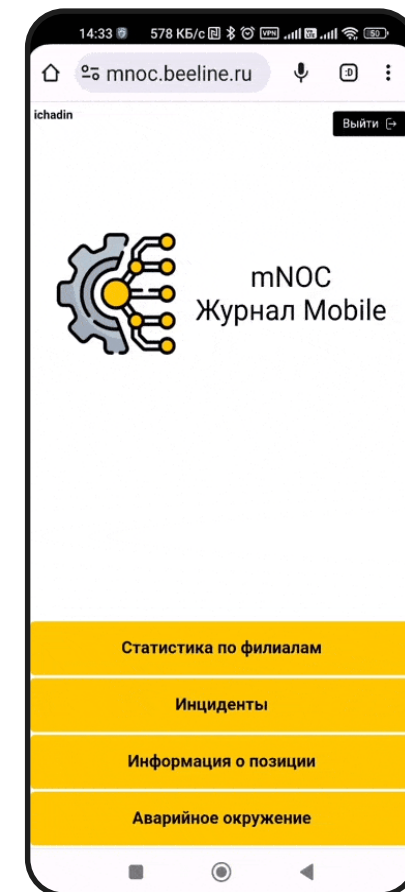 14:33 578 КБ/с VPN 50
mnoc.beeline.ru :D
ichadin
Выйти
mNOC
Журнал Mobile
Статистика по филиалам
Инциденты
Информация о позиции
Аварийное окружение